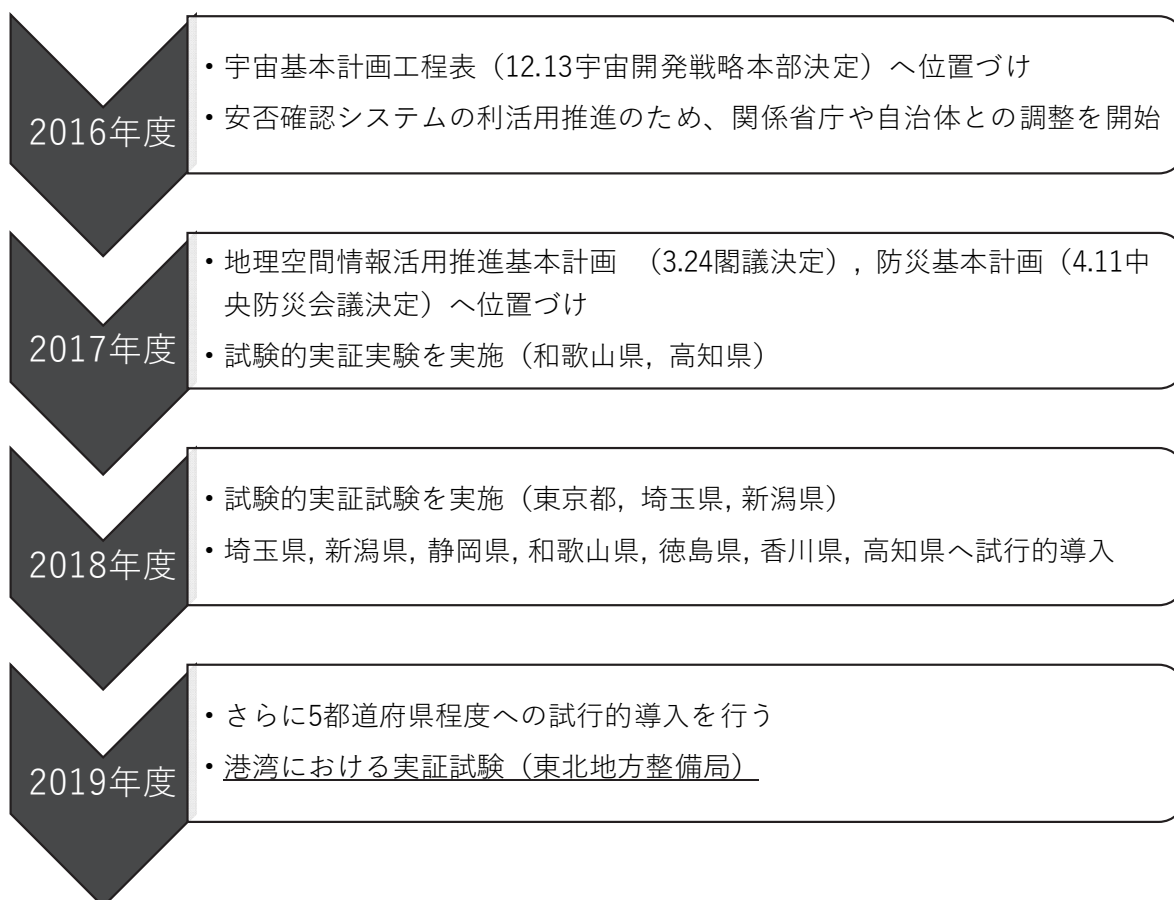 2016年度
・宇宙基本計画工程表（12.13宇宙開発戦略本部決定）へ位置づけ
・安否確認システムの利活用推進のため、関係省庁や自治体との調整を開始
2017年度
・地理空間情報活用推進基本計画　（3.24閣議決定）, 防災基本計画（4.11中
央防災会議決定）へ位置づけ
・試験的実証実験を実施（和歌山県, 高知県）
2018年度
・試験的実証試験を実施（東京都, 埼玉県, 新潟県）
・埼玉県, 新潟県, 静岡県, 和歌山県, 徳島県, 香川県, 高知県へ試行的導入
2019年度
・さらに5都道府県程度への試行的導入を行う
・港湾における実証試験（東北地方整備局）